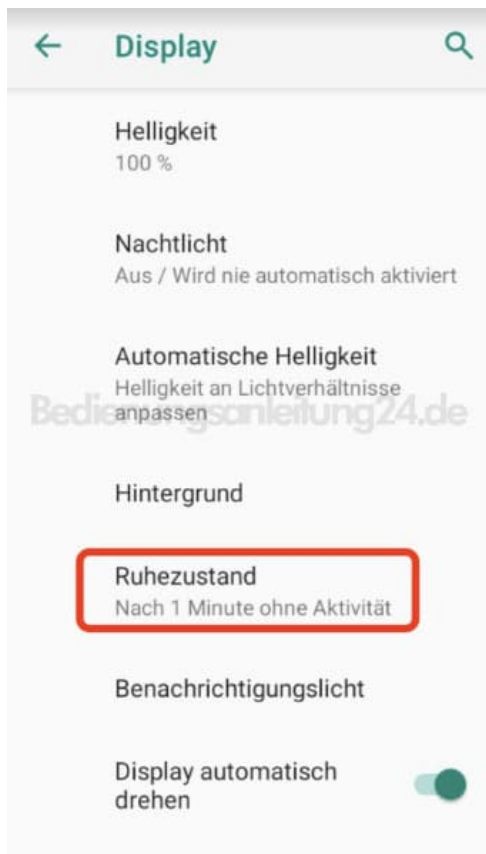 Display
Helligkeit
100 %
Nachtlicht
Aus / Wird nie automatisch aktiviert
Automatische Helligkeit
Helligkeit an Lichtverhältnisse
anpassen
Bedienungsanleitung24.de
Hintergrund
Ruhezustand
Nach 1 Minute ohne Aktivität
Benachrichtigungslicht
Display automatisch
drehen